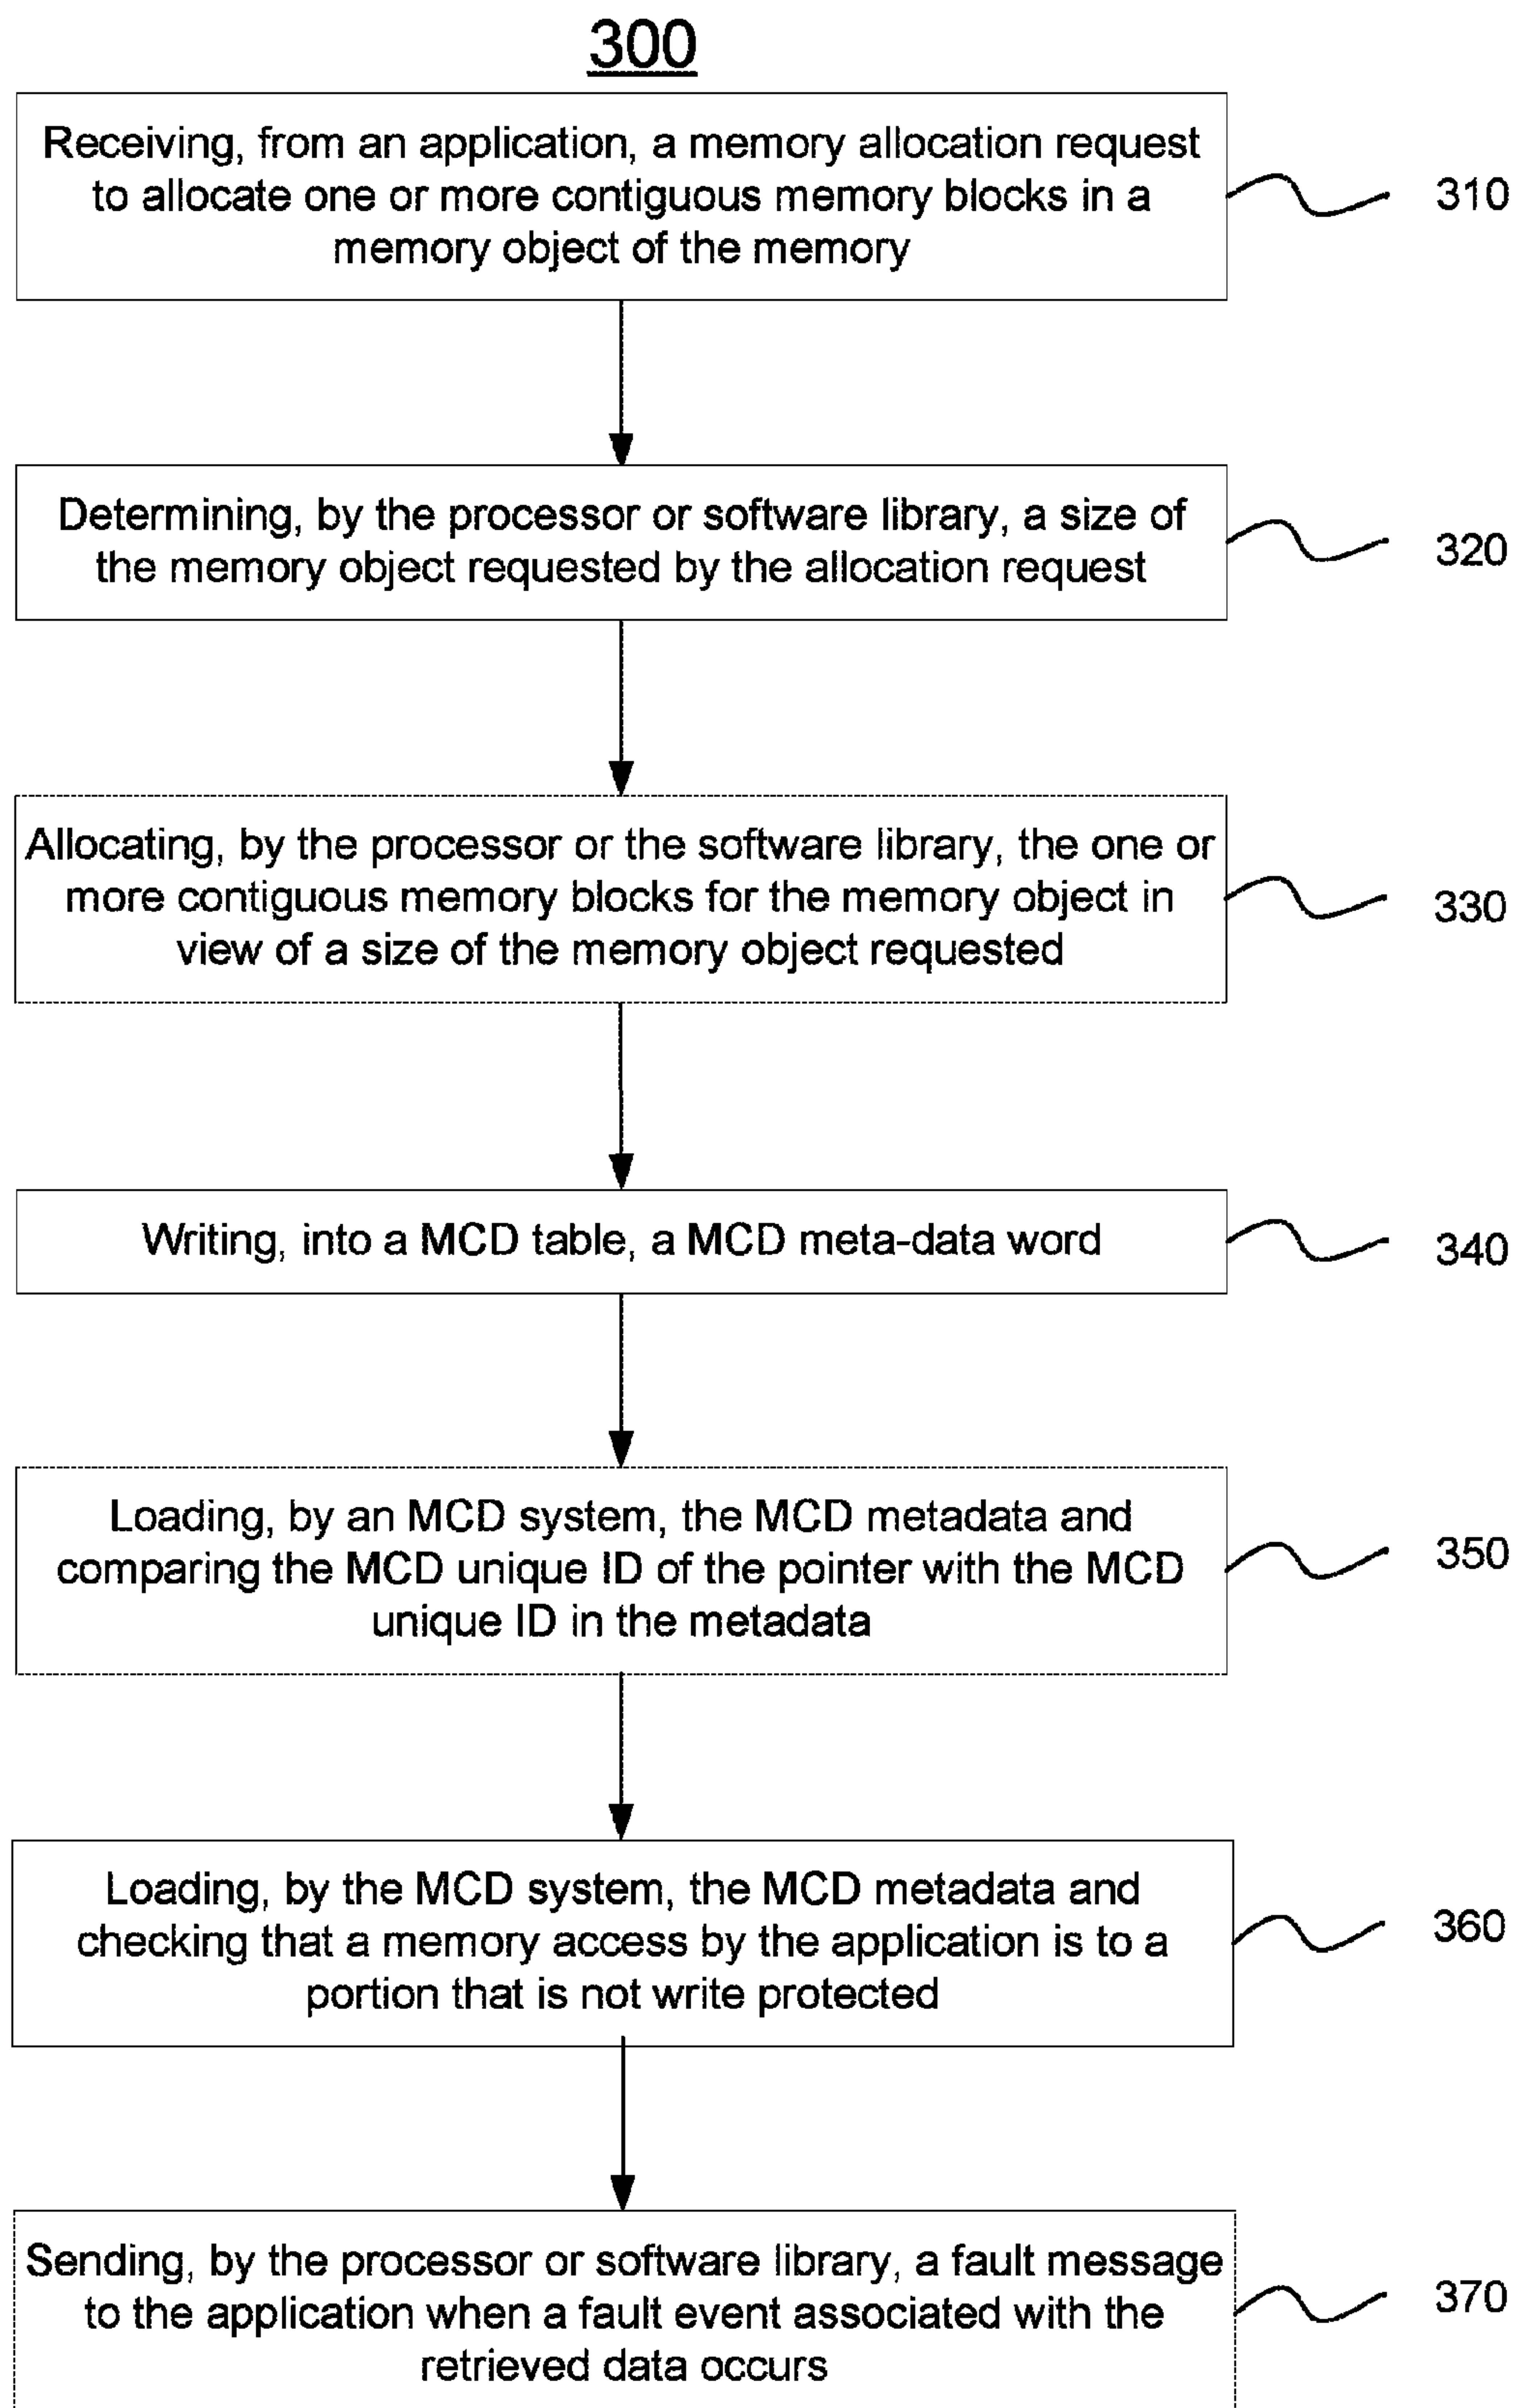 300
Receiving, from an application, a memory allocation request
to allocate one or more contiguous memory blocks in a
memory object of the memory
310
Determining, by the processor or software library, a size of
the memory object requested by the allocation request
320
Allocating, by the processor or the software library, the one or
more contiguous memory blocks for the memory object in
view of a size of the memory object requested
330
Writing, into a MCD table, a MCD meta-data word
340
Loading, by an MCD system, the MCD metadata and
comparing the MCD unique ID of the pointer with the MCD
unique ID in the metadata
350
Loading, by the MCD system, the MCD metadata and
checking that a memory access by the application is to a
portion that is not write protected
360
Sending, by the processor or software library, a fault message
to the application when a fault event associated with the
retrieved data occurs
370